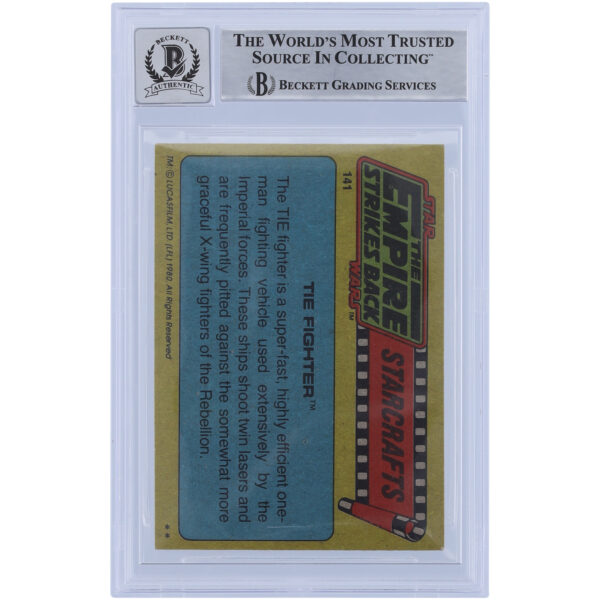 BECKETT
B
AUTHENTIC
THE WORLD'S MOST TRUSTED
SOURCE IN COLLECTING™
B BECKETT GRADING SERVICES
STAR
THE
EMPIRE
STRIKES BACK
WARS™
STARCRAFTS
141
TIE FIGHTER™
The TIE fighter is a super-fast, highly efficient one-
man fighting vehicle used extensively by the
Imperial forces. These ships shoot twin lasers and
are frequently pitted against the somewhat more
graceful X-wing fighters of the Rebellion.
TM: © LUCASFILM, LTD. (LFL) 1980. All Rights Reserved
**